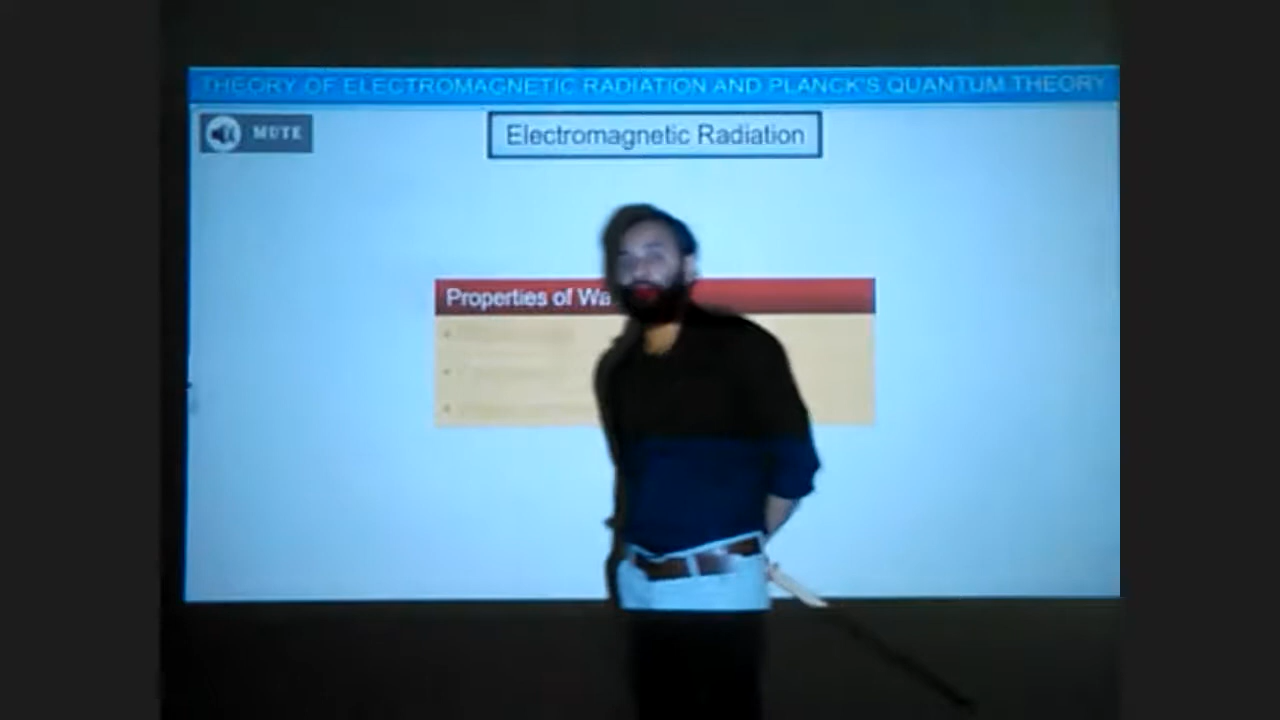 THEORY OF ELECTROMAGNETIC RADIATION AND PLANCK'S QUANTUM THEORY
MUTE
Electromagnetic Radiation
Properties of Wa